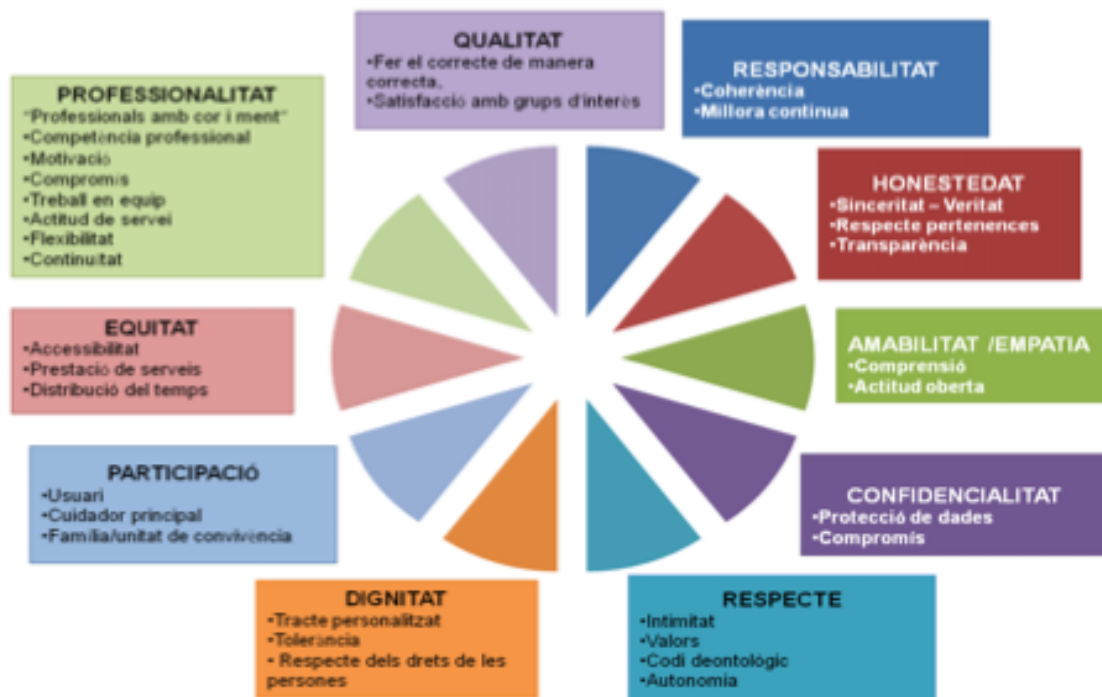 QUALITAT
•Fer el correcte de manera
correcta,
•Satisfacció amb grups d'interès
RESPONSABILITAT
•Coherència
•Millora continua
PROFESSIONALITAT
"Professionals amb cor i ment"
•Competència professional
•Motivació
•Compromís
•Treball en equip
•Actitud de servei
•Flexibilitat
•Continuïtat
HONESTEDAT
•Sinceritat – Veritat
•Respecte pertenences
•Transparència
EQUITAT
•Accessibilitat
•Prestació de serveis
•Distribució del temps
AMABILITAT /EMPATIA
•Comprensió
•Actitud oberta
PARTICIPACIÓ
•Usuari
•Cuidador principal
•Família/unitat de convivència
CONFIDENCIALITAT
•Protecció de dades
•Compromís
DIGNITAT
•Tracte personalitzat
•Tolerància
• Respecte dels drets de les
persones
RESPECTE
•Intimitat
•Valors
•Codi deontològic
•Autonomia